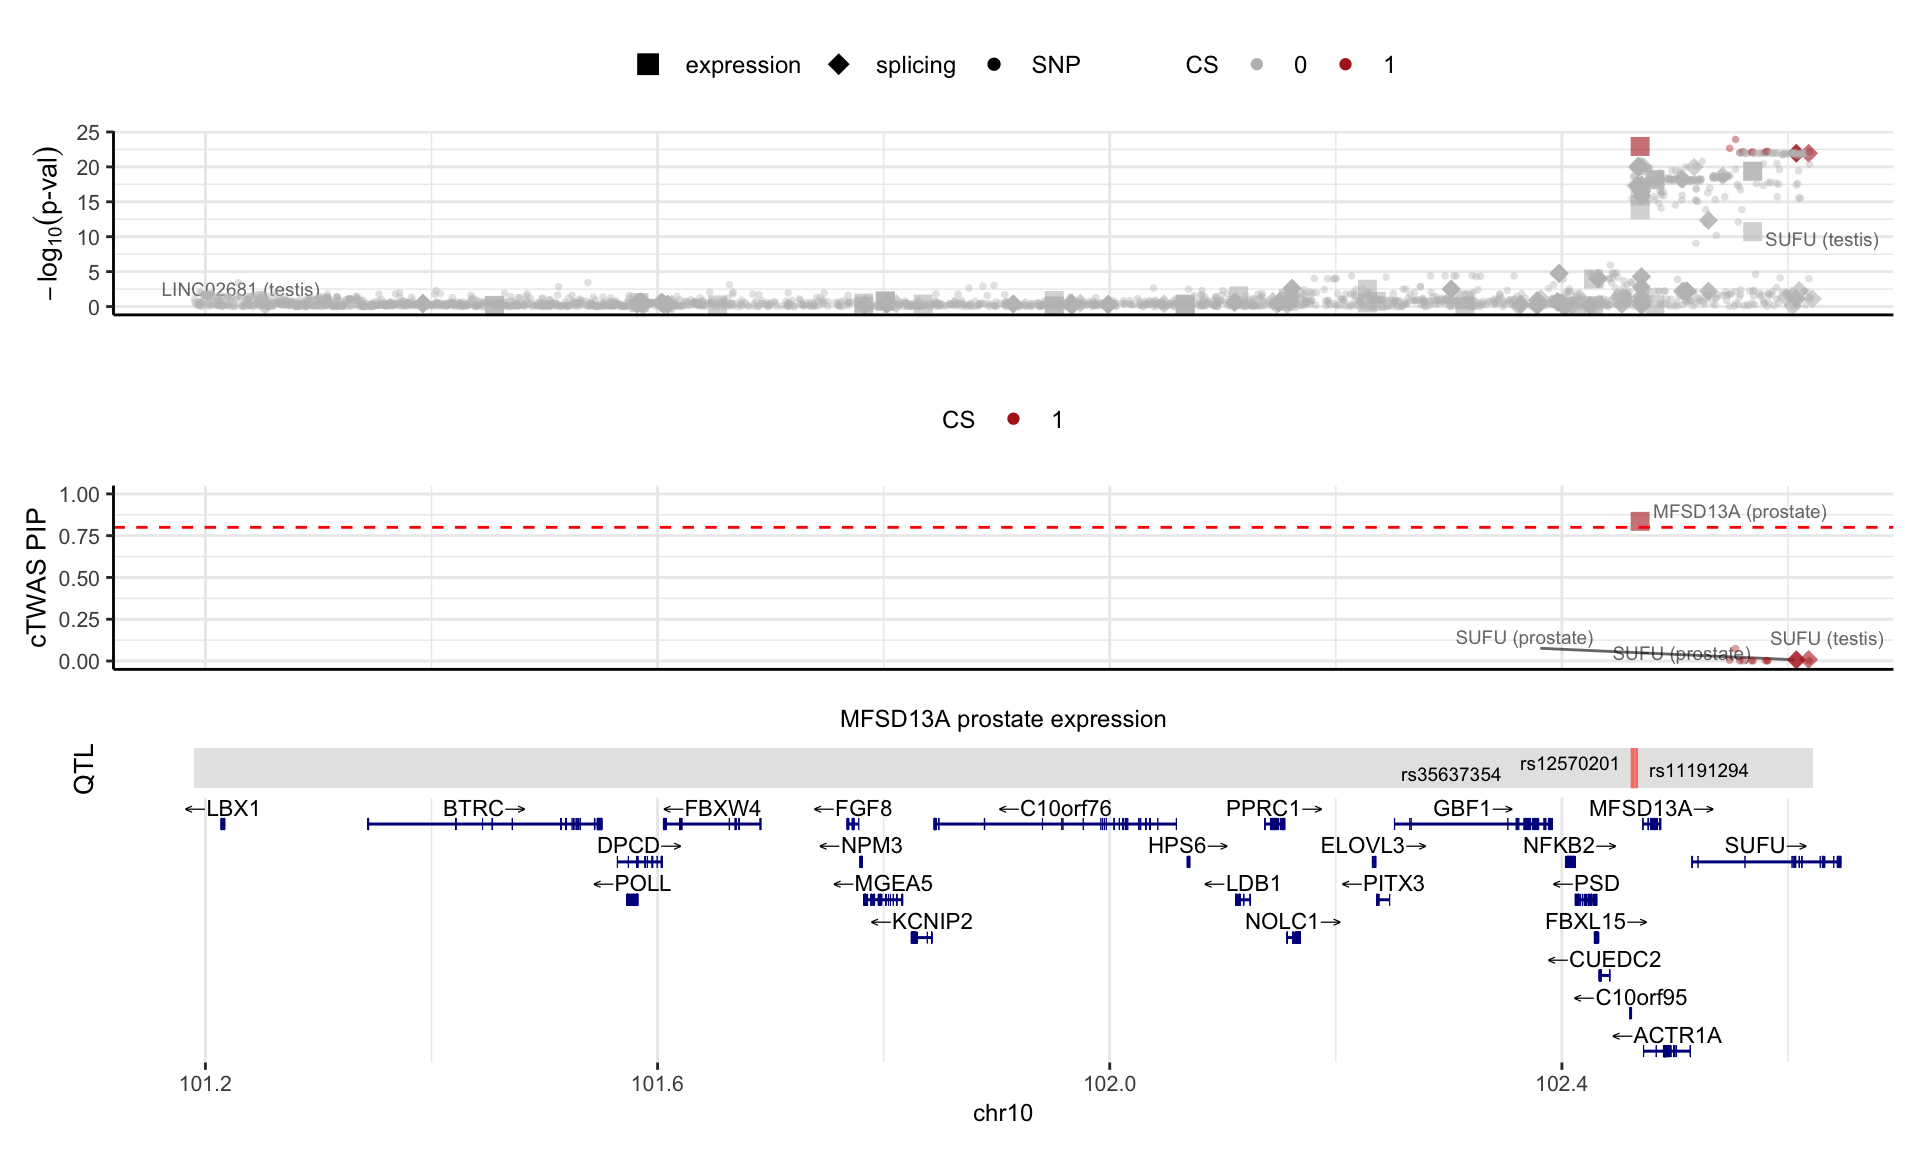 expression splicing SNP CS 0 1
− log10(p-val)
25
20
15
10
5
0
SUFU (testis)
LINC02681 (testis)
CS 1
cTWAS PIP
1.00
0.75
0.50
0.25
0.00
MFSD13A (prostate)
SUFU (prostate)
SUFU (testis)
SUFU (prostate)
MFSD13A prostate expression
QTL
rs35637354 rs12570201 rs11191294
←LBX1 BTRC→ ←FBXW4 ←FGF8 ←C10orf76 PPRC1→ GBF1→ MFSD13A→
DPCD→ ←NPM3 HPS6→ ELOVL3→ NFKB2→ SUFU→
←POLL ←MGEA5 ←LDB1 ←PITX3 ←PSD
←KCNIP2 NOLC1→ FBXL15→
←CUEDC2
←C10orf95
←ACTR1A
101.2 101.6 102.0 102.4
chr10